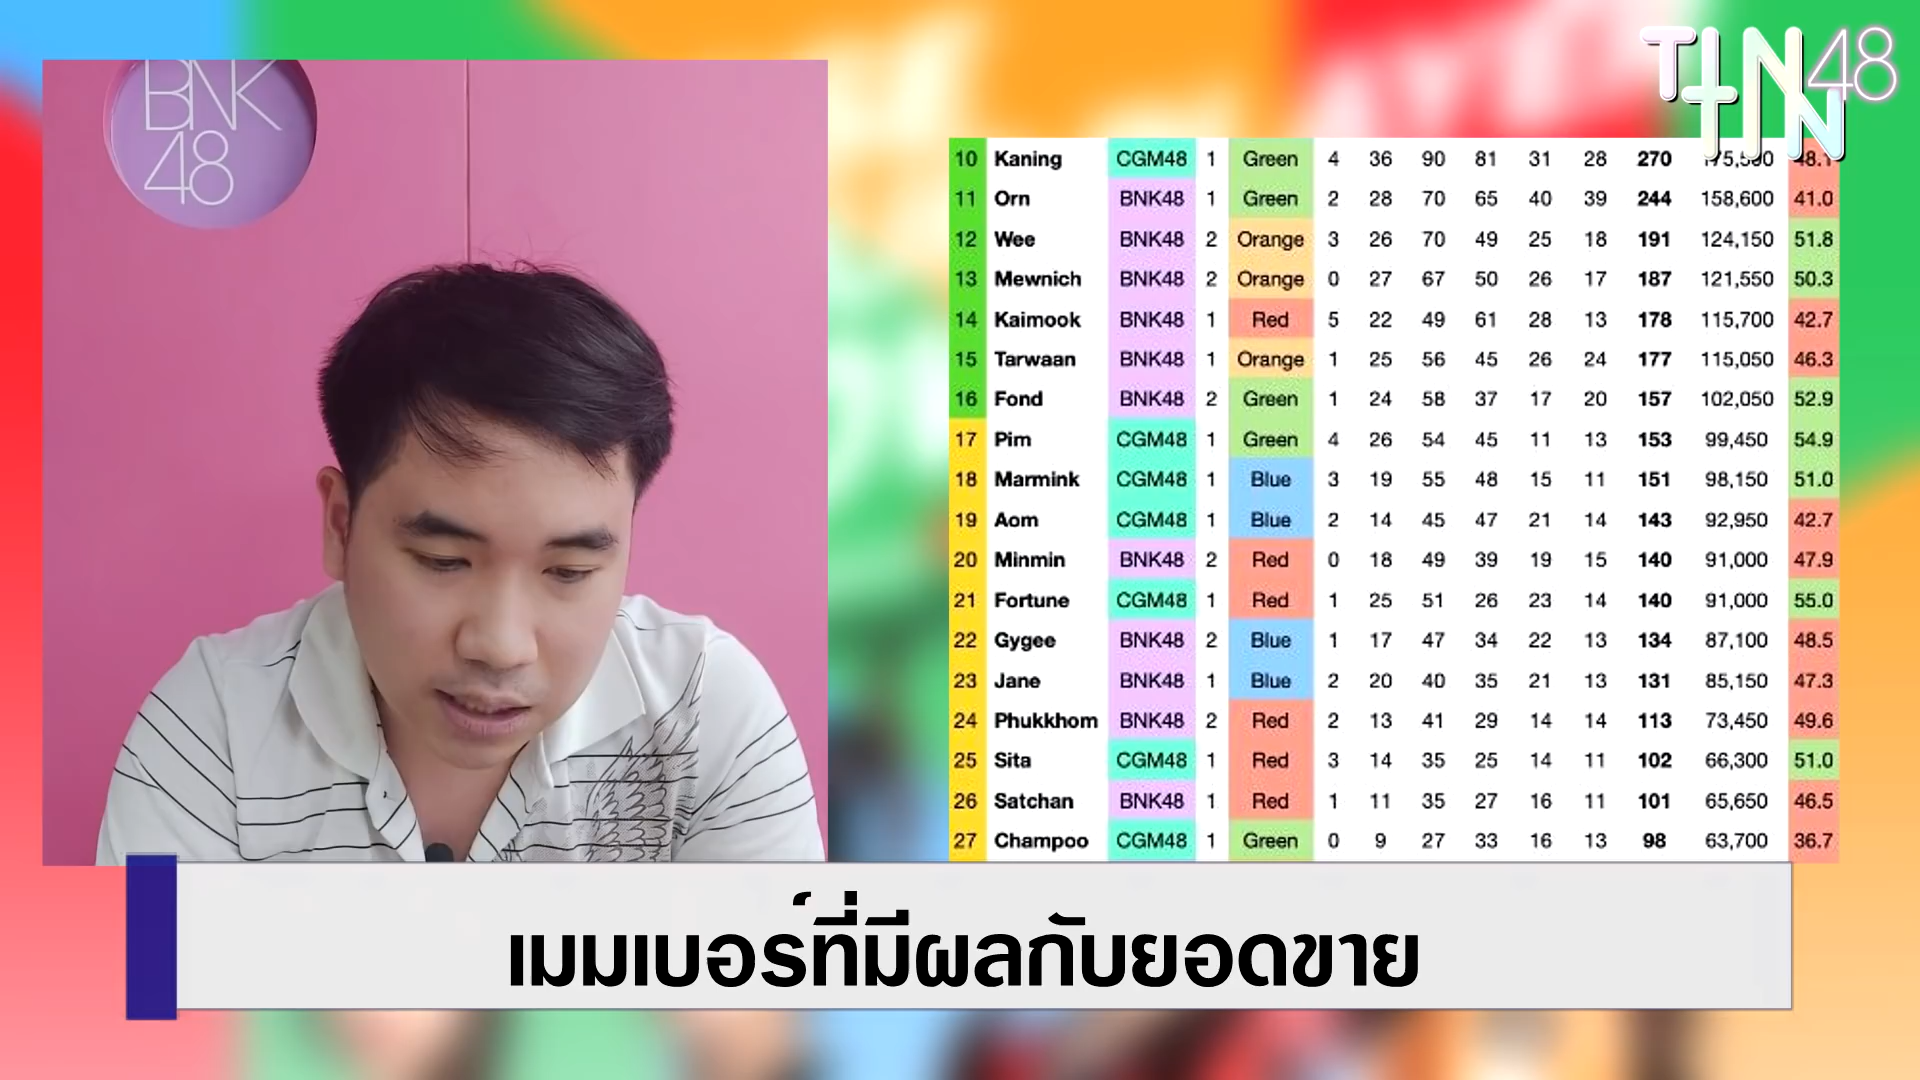 BNK
48
TINTIN48
10 Kaning CGM48 1 Green 4 36 90 81 31 28 270
11 Orn BNK48 1 Green 2 28 70 65 40 39 244 158,600 41.0
12 Wee BNK48 2 Orange 3 26 70 49 25 18 191 124,150 51.8
13 Mewnich BNK48 2 Orange 0 27 67 50 26 17 187 121,550 50.3
14 Kaimook BNK48 1 Red 5 22 49 61 28 13 178 115,700 42.7
15 Tarwaan BNK48 1 Orange 1 25 56 45 26 24 177 115,050 46.3
16 Fond BNK48 2 Green 1 24 58 37 17 20 157 102,050 52.9
17 Pim CGM48 1 Green 4 26 54 45 11 13 153 99,450 54.9
18 Marmink CGM48 1 Blue 3 19 55 48 15 11 151 98,150 51.0
19 Aom CGM48 1 Blue 2 14 45 47 21 14 143 92,950 42.7
20 Minmin BNK48 2 Red 0 18 49 39 19 15 140 91,000 47.9
21 Fortune CGM48 1 Red 1 25 51 26 23 14 140 91,000 55.0
22 Gygee BNK48 2 Blue 1 17 47 34 22 13 134 87,100 48.5
23 Jane BNK48 1 Blue 2 20 40 35 21 13 131 85,150 47.3
24 Phukkhom BNK48 2 Red 2 13 41 29 14 14 113 73,450 49.6
25 Sita CGM48 1 Red 3 14 35 25 14 11 102 66,300 51.0
26 Satchan BNK48 1 Red 1 11 35 27 16 11 101 65,650 46.5
27 Champoo CGM48 1 Green 0 9 27 33 16 13 98 63,700 36.7
เมมเบอร์ที่มีผลกับยอดขาย